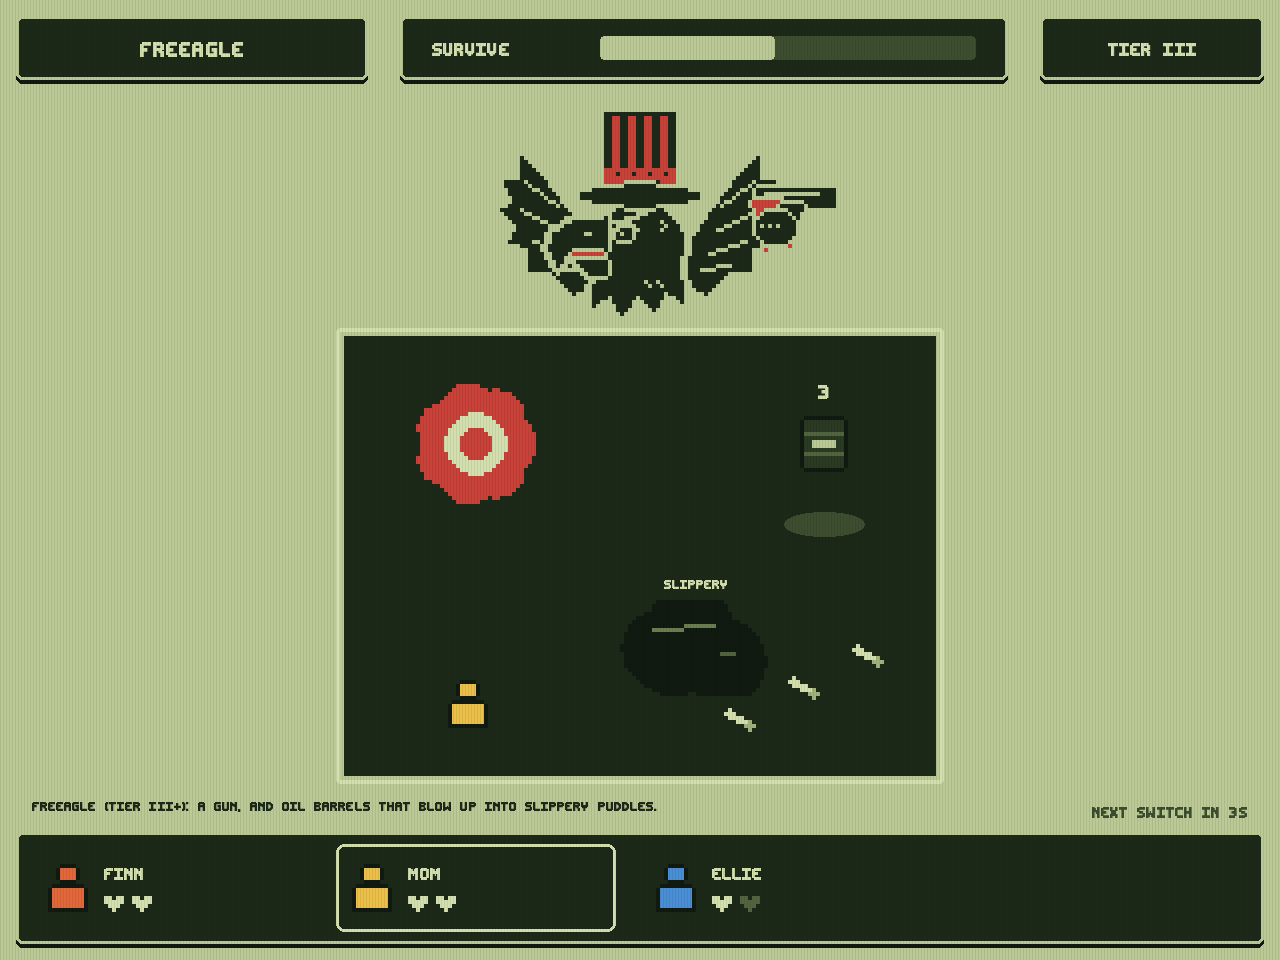 FREEAGLE
SURVIVE
TIER III
3
SLIPPERY
FREEAGLE (TIER III+): A GUN, AND OIL BARRELS THAT BLOW UP INTO SLIPPERY PUDDLES.
NEXT SWITCH IN 3S
FINN
MOM
ELLIE